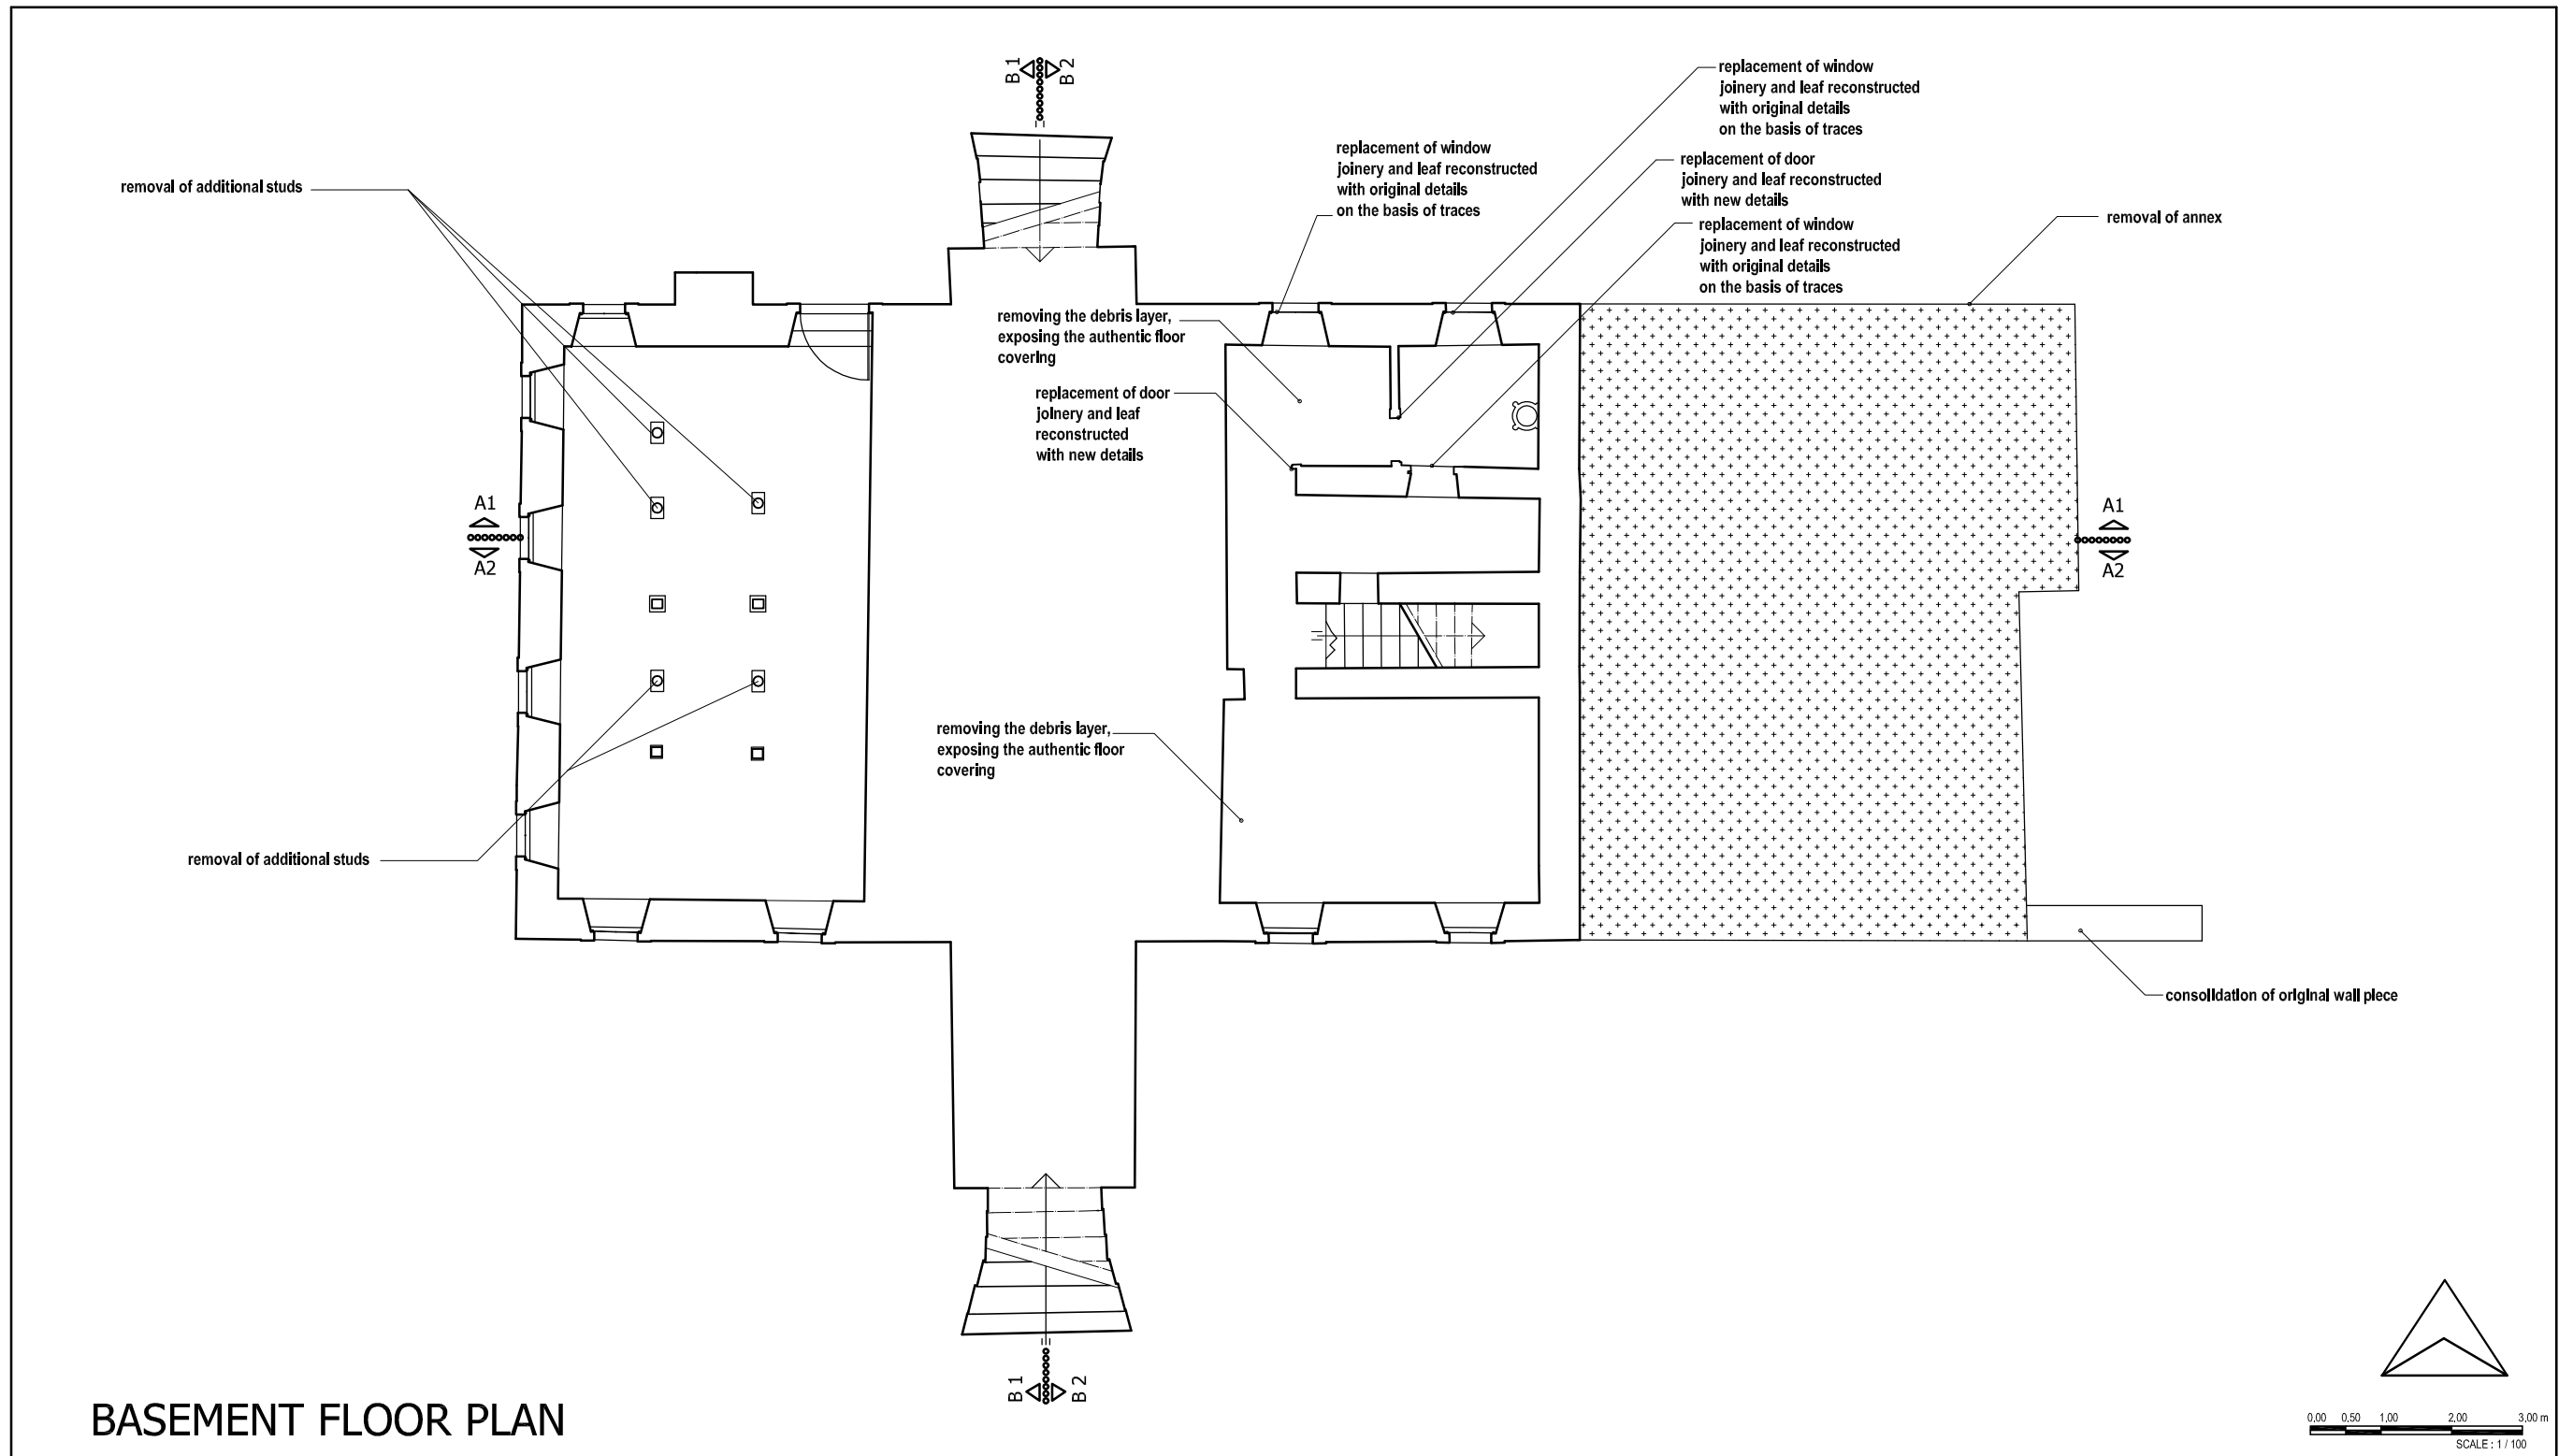 B 1
B 2
removal of additional studs
replacement of window
joinery and leaf reconstructed
with original details
on the basis of traces
replacement of window
joinery and leaf reconstructed
with original details
on the basis of traces
replacement of door
joinery and leaf reconstructed
with new details
replacement of window
joinery and leaf reconstructed
with original details
on the basis of traces
removal of annex
removing the debris layer,
exposing the authentic floor
covering
replacement of door
joinery and leaf
reconstructed
with new details
A1
A2
A1
A2
removing the debris layer,
exposing the authentic floor
covering
removal of additional studs
consolidation of original wall piece
B 1
B 2
BASEMENT FLOOR PLAN
0,00 0,50 1,00 2,00 3,00 m
SCALE : 1 / 100